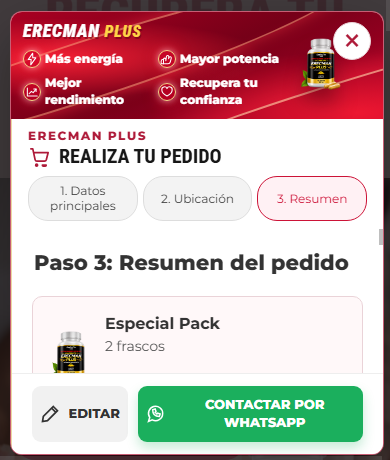 ERECMAN PLUS
Más energía
Mayor potencia
Mejor
rendimiento
Recupera tu
confianza
ERECMAN PLUS
REALIZA TU PEDIDO
1. Datos
principales
2. Ubicación
3. Resumen
Paso 3: Resumen del pedido
Especial Pack
2 frascos
EDITAR
CONTACTAR POR
WHATSAPP